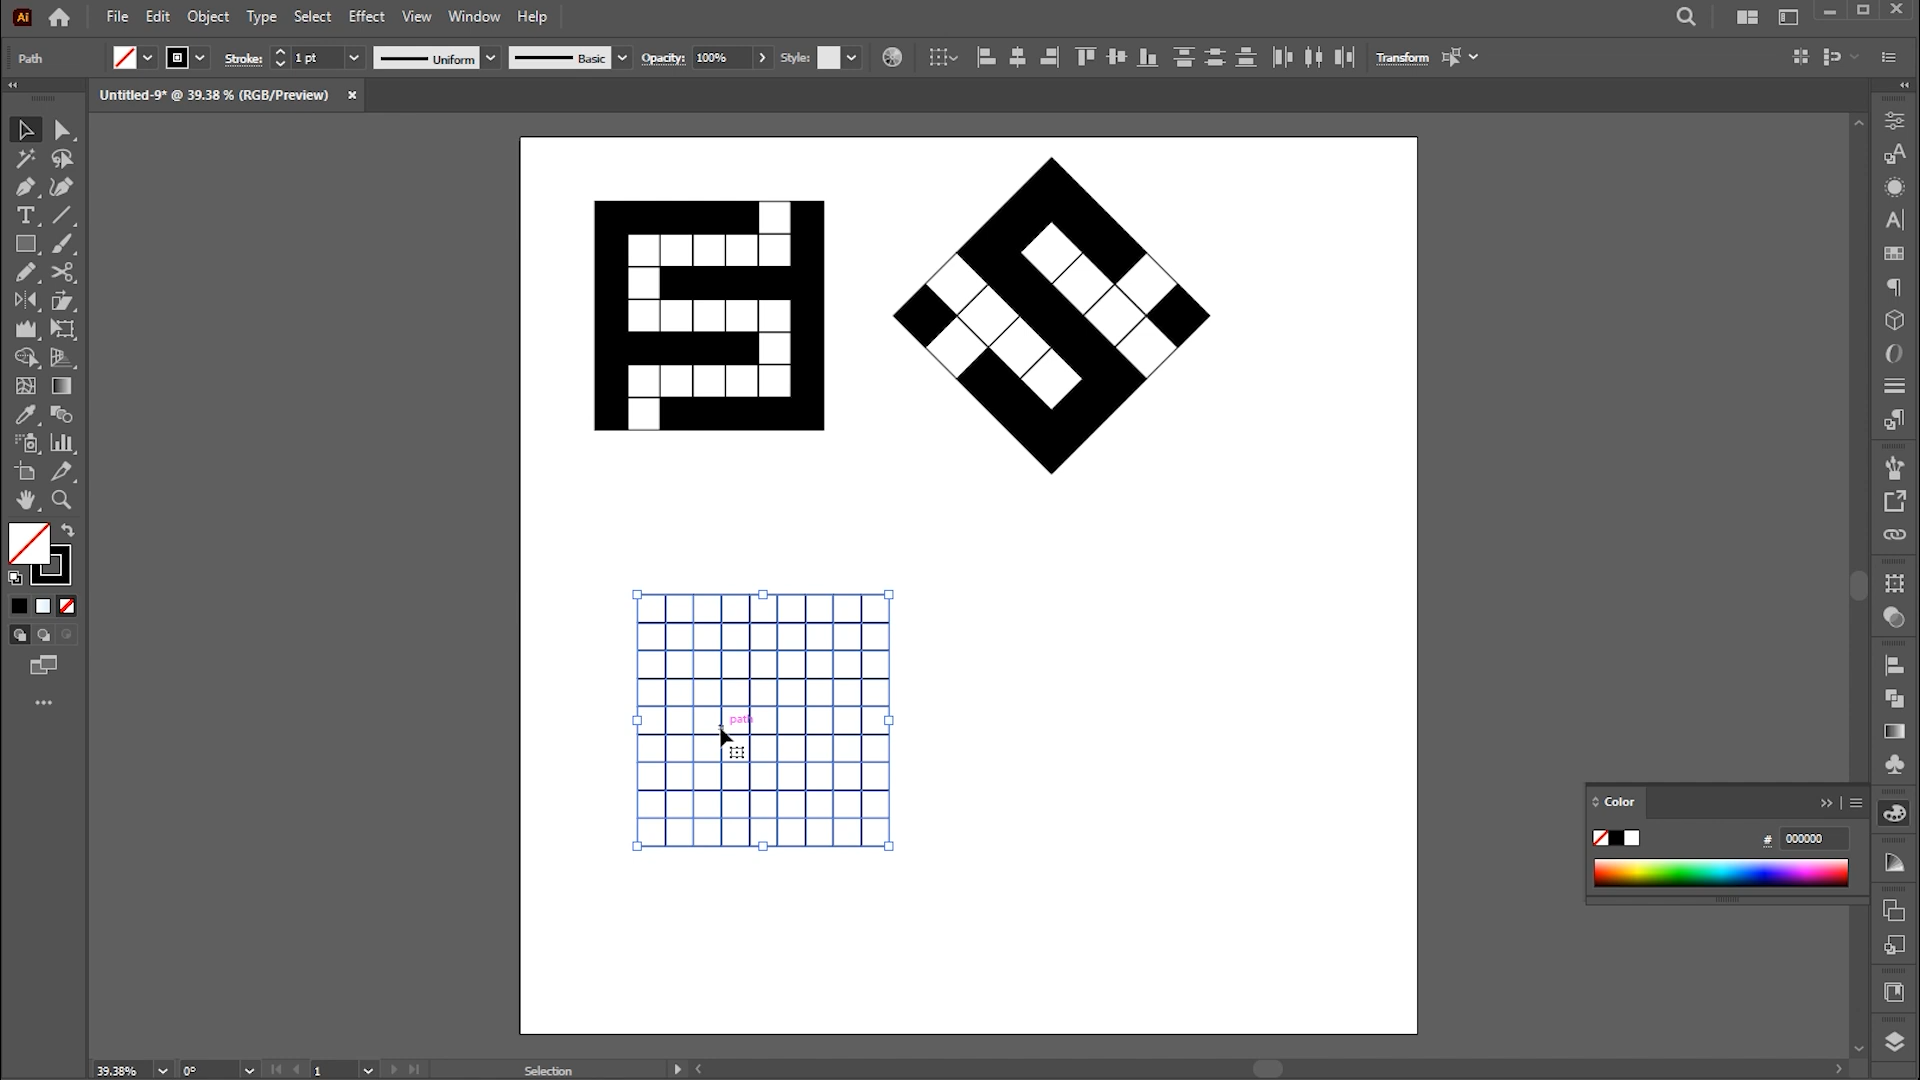 Ai File Edit Object Type Select Effect View Window Help
Path Stroke: 1 pt Uniform Basic Opacity: 100% Style: Transform
Untitled-9* @ 39.38 % (RGB/Preview)
path
Color
# 000000
39.38% 0° 1 Selection